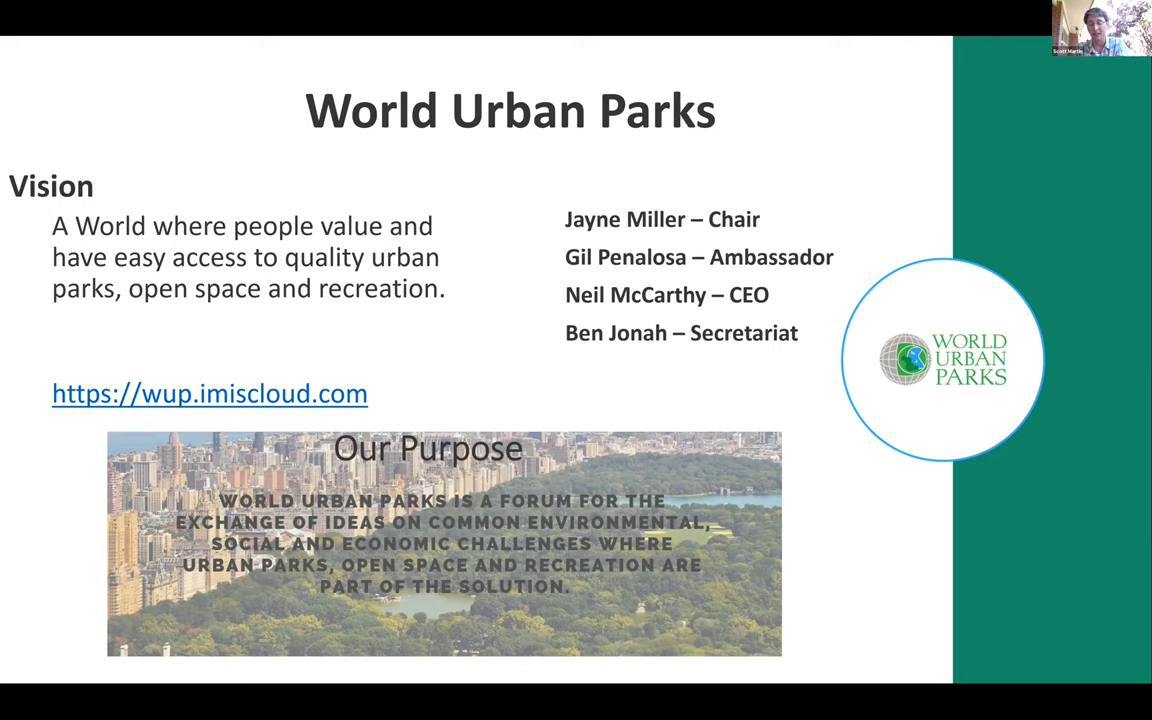 Scott Martin
World Urban Parks
Vision
A World where people value and
have easy access to quality urban
parks, open space and recreation.
https://wup.imiscloud.com
Jayne Miller – Chair
Gil Penalosa – Ambassador
Neil McCarthy – CEO
Ben Jonah – Secretariat
WORLD
URBAN
PARKS
Our Purpose
WORLD URBAN PARKS IS A FORUM FOR THE
EXCHANGE OF IDEAS ON COMMON ENVIRONMENTAL,
SOCIAL AND ECONOMIC CHALLENGES WHERE
URBAN PARKS, OPEN SPACE AND RECREATION ARE
PART OF THE SOLUTION.